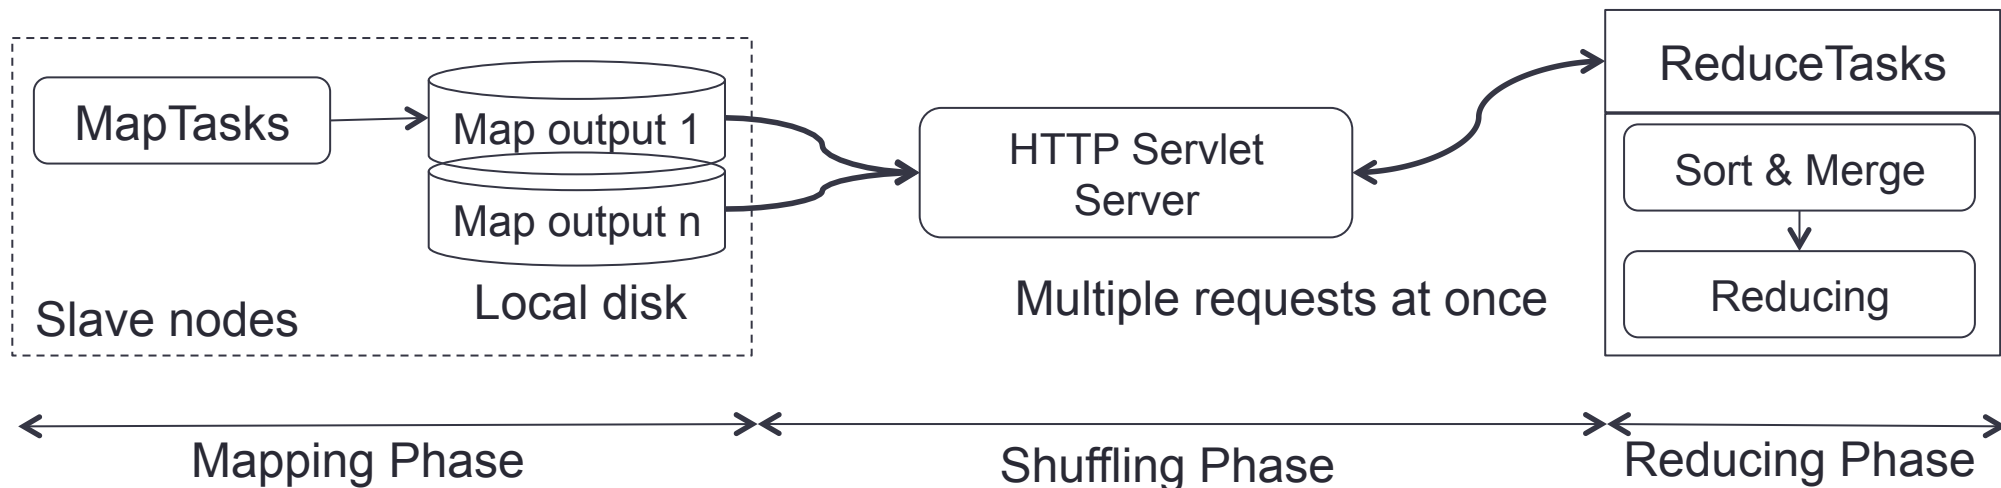 MapTasks
Map output 1
Map output n
Local disk
Slave nodes
HTTP Servlet
Server
Multiple requests at once
ReduceTasks
Sort & Merge
Reducing
Mapping Phase
Shuffling Phase
Reducing Phase